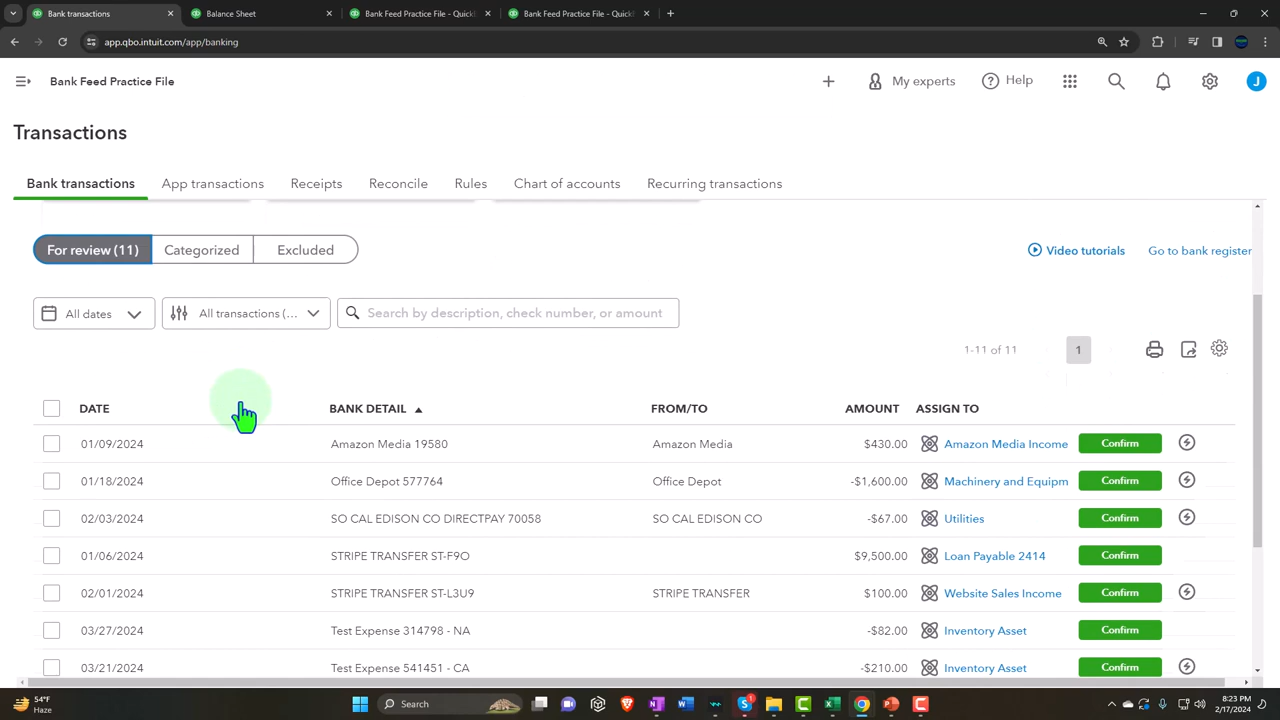 Bank transactions
Balance Sheet
Bank Feed Practice File - Quick
Bank Feed Practice File - Quick
app.qbo.intuit.com/app/banking
Bank Feed Practice File
My experts
Help
J
Transactions
Bank transactions
App transactions
Receipts
Reconcile
Rules
Chart of accounts
Recurring transactions
For review (11)
Categorized
Excluded
Video tutorials
Go to bank register
All dates
All transactions (...
Search by description, check number, or amount
1-11 of 11
1
DATE BANK DETAIL FROM/TO AMOUNT ASSIGN TO
01/09/2024 Amazon Media 19580 Amazon Media $430.00 Amazon Media Income Confirm
01/18/2024 Office Depot 577764 Office Depot -$1,600.00 Machinery and Equipm Confirm
02/03/2024 SO CAL EDISON CO DIRECTPAY 70058 SO CAL EDISON CO -$67.00 Utilities Confirm
01/06/2024 STRIPE TRANSFER ST-F9O $9,500.00 Loan Payable 2414 Confirm
02/01/2024 STRIPE TRANSFER ST-L3U9 STRIPE TRANSFER $100.00 Website Sales Income Confirm
03/27/2024 Test Expense 314798 - NA -$82.00 Inventory Asset Confirm
03/21/2024 Test Expense 541451 - CA -$210.00 Inventory Asset Confirm
54°F
Haze
Search
8:23 PM
2/17/2024